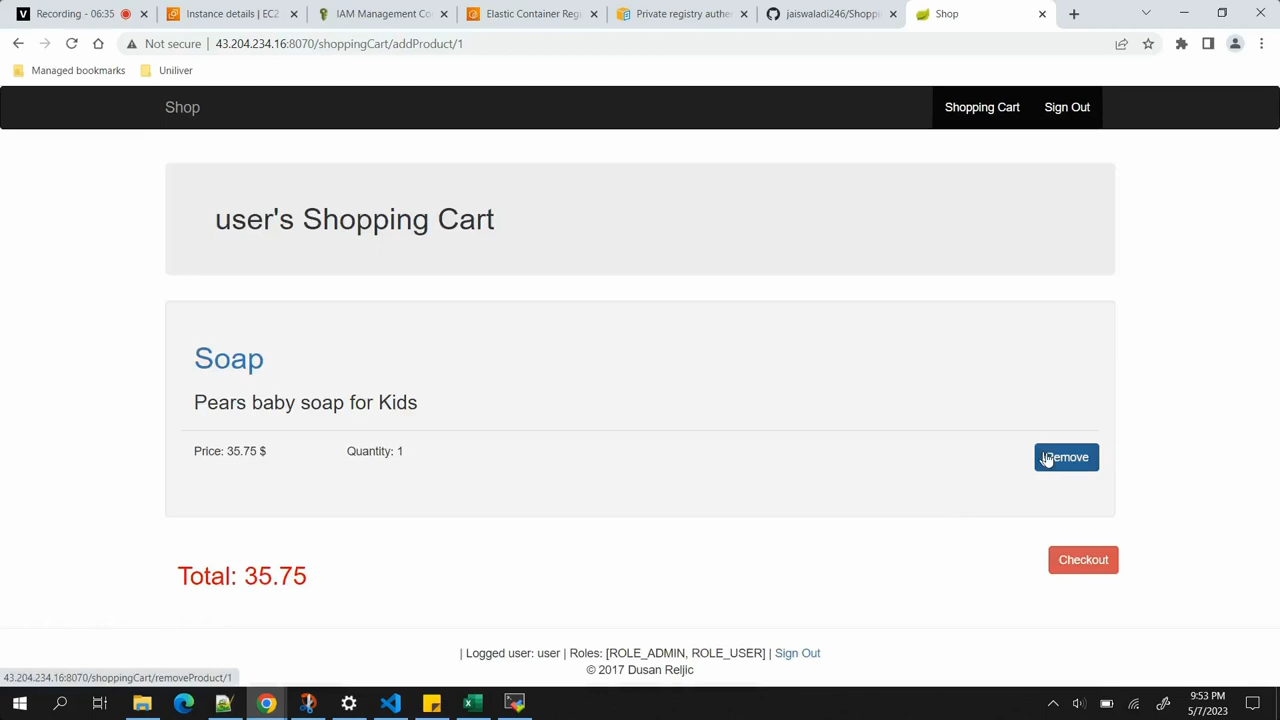 Recording - 06:35
Instance details | EC2
IAM Management Co
Elastic Container Reg
Private registry authe
jaiswaladi246/Shoppi
Shop
Not secure | 43.204.234.16:8070/shoppingCart/addProduct/1
Managed bookmarks
Uniliver
Shop
Shopping Cart
Sign Out
user's Shopping Cart
Soap
Pears baby soap for Kids
Price: 35.75 $
Quantity: 1
Remove
Total: 35.75
Checkout
| Logged user: user | Roles: [ROLE_ADMIN, ROLE_USER] | Sign Out
© 2017 Dusan Reljic
43.204.234.16:8070/shoppingCart/removeProduct/1
9:53 PM
5/7/2023